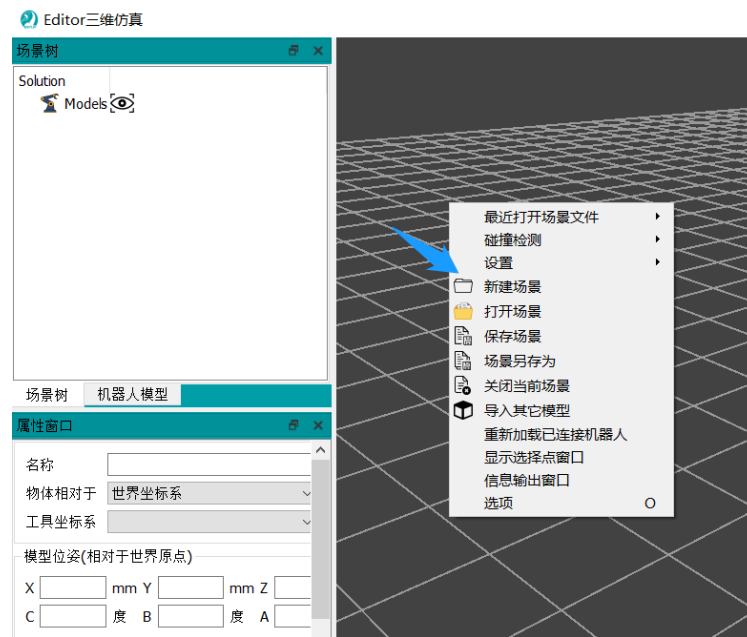 Editor三维仿真
场景树
Solution
Models
场景树 机器人模型
属性窗口
名称
物体相对于 世界坐标系
工具坐标系
模型位姿(相对于世界原点)
X mm Y mm Z
C 度 B 度 A
最近打开场景文件
碰撞检测
设置
新建场景
打开场景
保存场景
场景另存为
关闭当前场景
导入其它模型
重新加载已连接机器人
显示选择点窗口
信息输出窗口
选项 O